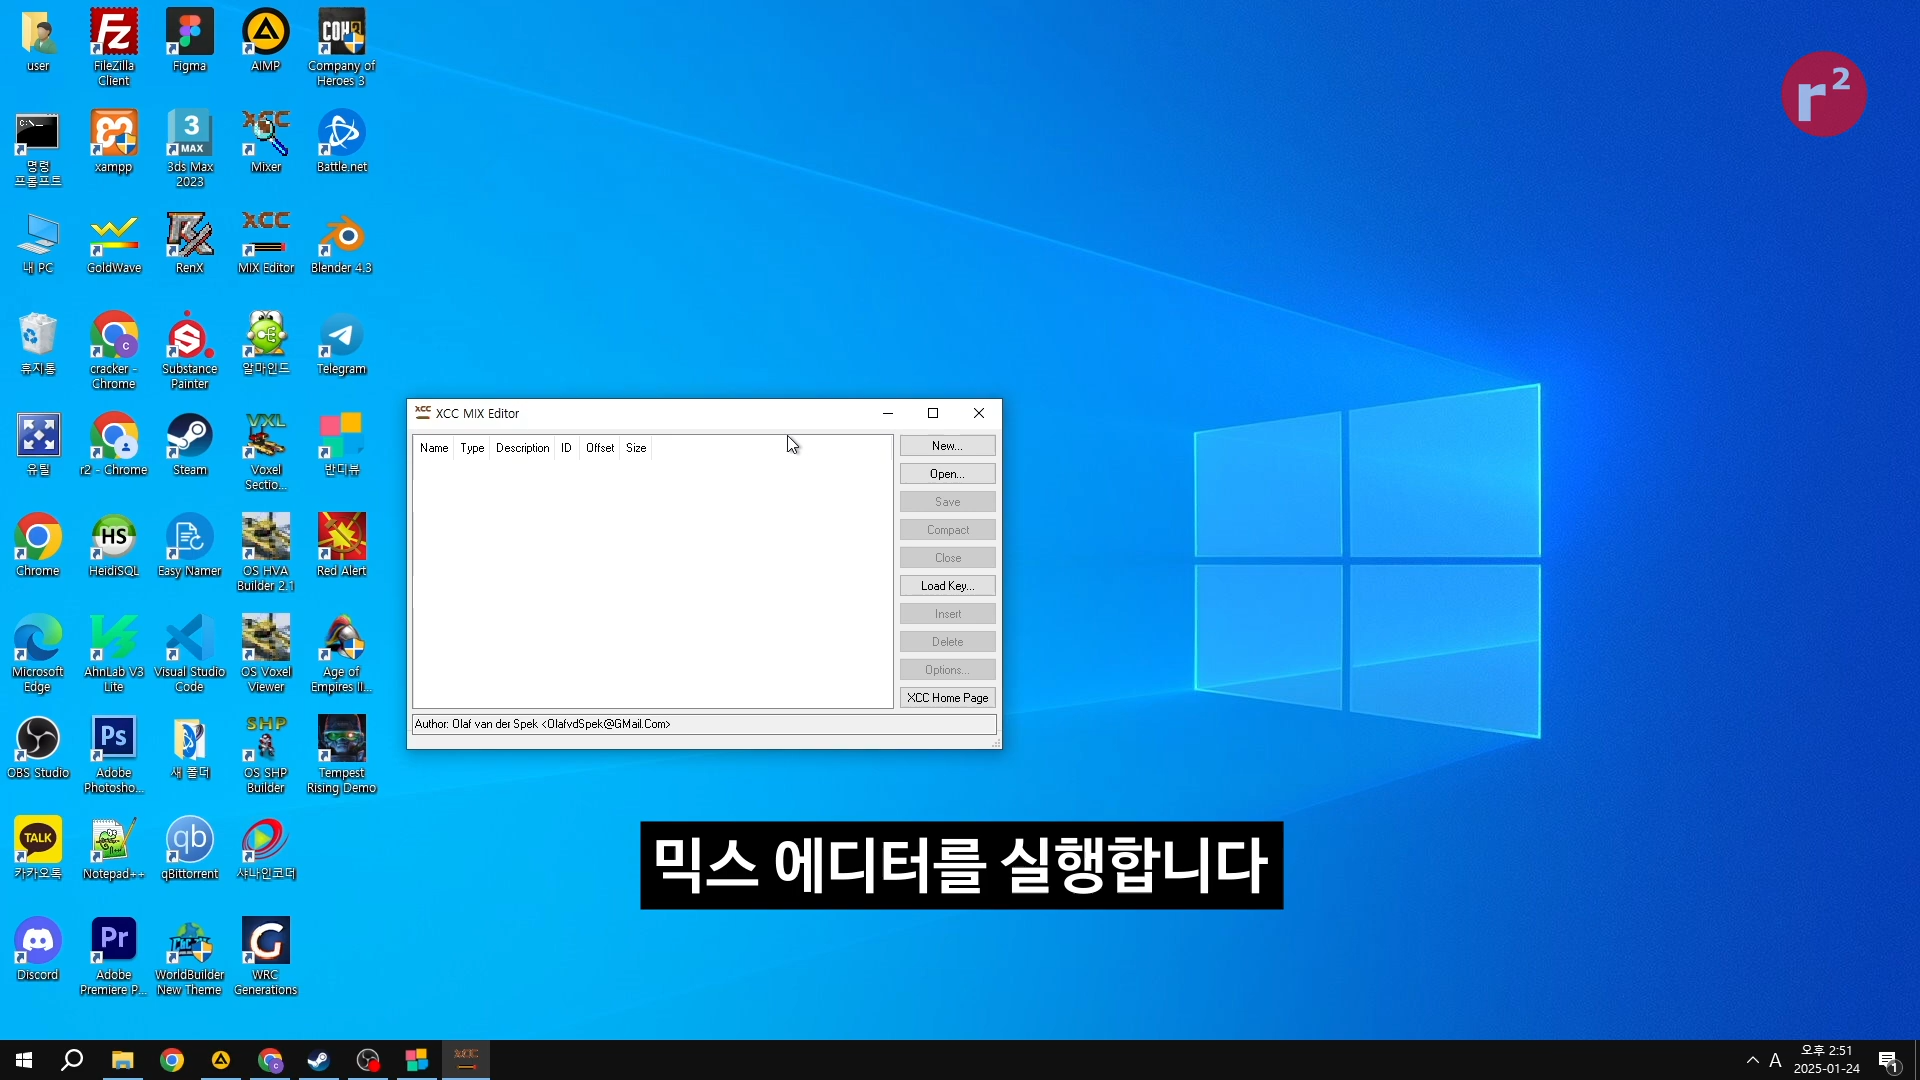 user
FileZilla
Client
Figma
AIMP
Company of
Heroes 3
명령
프롬프트
xampp
3ds Max
2023
Mixer
Battle.net
내 PC
GoldWave
RenX
MIX Editor
Blender 4.3
휴지통
cracker -
Chrome
Substance
Painter
알마인드
Telegram
유틸
r2 - Chrome
Steam
Voxel
Sectio...
반디뷰
Chrome
HeidiSQL
Easy Namer
OS HVA
Builder 2.1
Red Alert
Microsoft
Edge
AhnLab V3
Lite
Visual Studio
Code
OS Voxel
Viewer
Age of
Empires II...
OBS Studio
Adobe
Photosho...
새 폴더
OS SHP
Builder
Tempest
Rising Demo
카카오톡
Notepad++
qBittorrent
샤나인코더
Discord
Adobe
Premiere P...
WorldBuilder
New Theme
WRC
Generations
r²
XCC MIX Editor
Name Type Description ID Offset Size
New...
Open...
Save
Compact
Close
Load Key...
Insert
Delete
Options...
XCC Home Page
Author: Olaf van der Spek <OlafvdSpek@GMail.Com>
믹스 에디터를 실행합니다
A
오후 2:51
2025-01-24
1